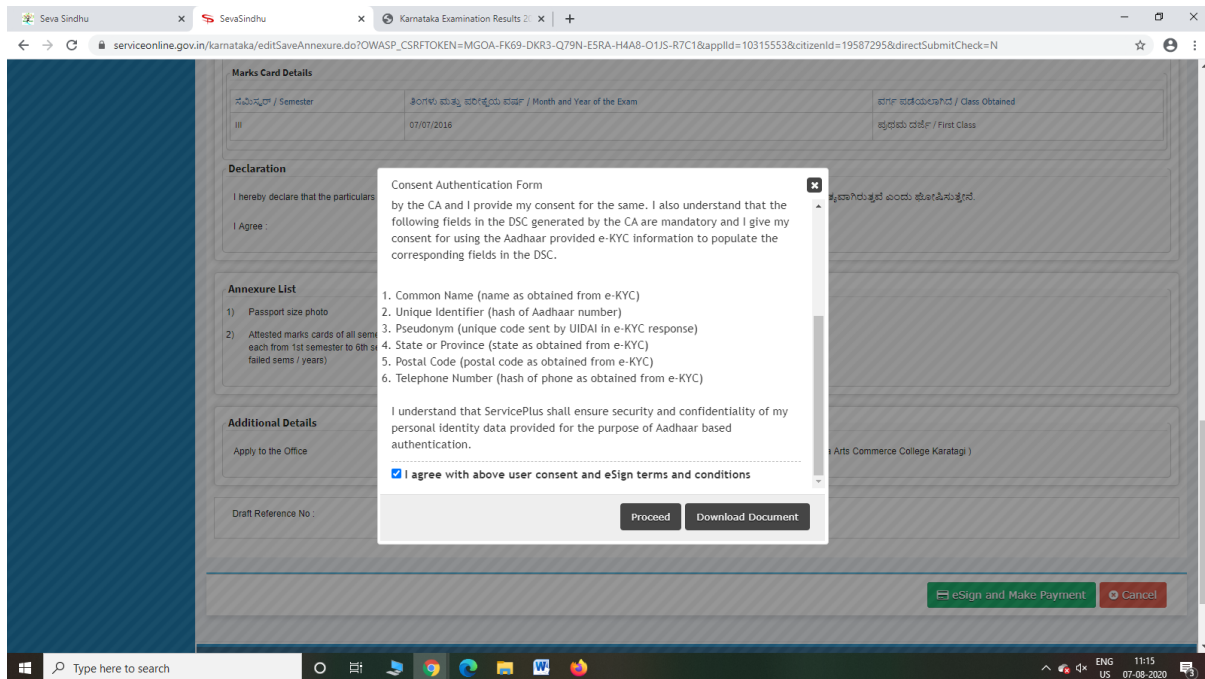 Seva Sindhu
SevaSindhu
Karnataka Examination Results 2
serviceonline.gov.in/karnataka/editSaveAnnexure.do?OWASP_CSRFTOKEN=MGOA-FK69-DKR3-Q79N-E5RA-H4A8-O1JS-R7C1&applId=10315553&citizenId=19587295&directSubmitCheck=N
Marks Card Details
ಸೆಮಿಸ್ಟರ್ / Semester ತಿಂಗಳು ಮತ್ತು ಪರೀಕ್ಷೆಯ ವರ್ಷ / Month and Year of the Exam ವರ್ಗ ಪಡೆಯಲಾಗಿದೆ / Class Obtained
III 07/07/2016 ಪ್ರಥಮ ದರ್ಜೆ / First Class
Declaration
I hereby declare that the particulars ಎಂದು ಘೋಷಿಸುತ್ತೇನೆ.
I Agree :
Consent Authentication Form
by the CA and I provide my consent for the same. I also understand that the
following fields in the DSC generated by the CA are mandatory and I give my
consent for using the Aadhaar provided e-KYC information to populate the
corresponding fields in the DSC.
1. Common Name (name as obtained from e-KYC)
2. Unique Identifier (hash of Aadhaar number)
3. Pseudonym (unique code sent by UIDAI in e-KYC response)
4. State or Province (state as obtained from e-KYC)
5. Postal Code (postal code as obtained from e-KYC)
6. Telephone Number (hash of phone as obtained from e-KYC)
I understand that ServicePlus shall ensure security and confidentiality of my
personal identity data provided for the purpose of Aadhaar based
authentication.
I agree with above user consent and eSign terms and conditions
Proceed Download Document
Annexure List
1) Passport size photo
2) Attested marks cards of all seme
each from 1st semester to 6th se
failed sems / years)
Additional Details
Apply to the Office a Arts Commerce College Karatagi )
Draft Reference No :
eSign and Make Payment Cancel
Type here to search
ENG 11:15
US 07-08-2020
3